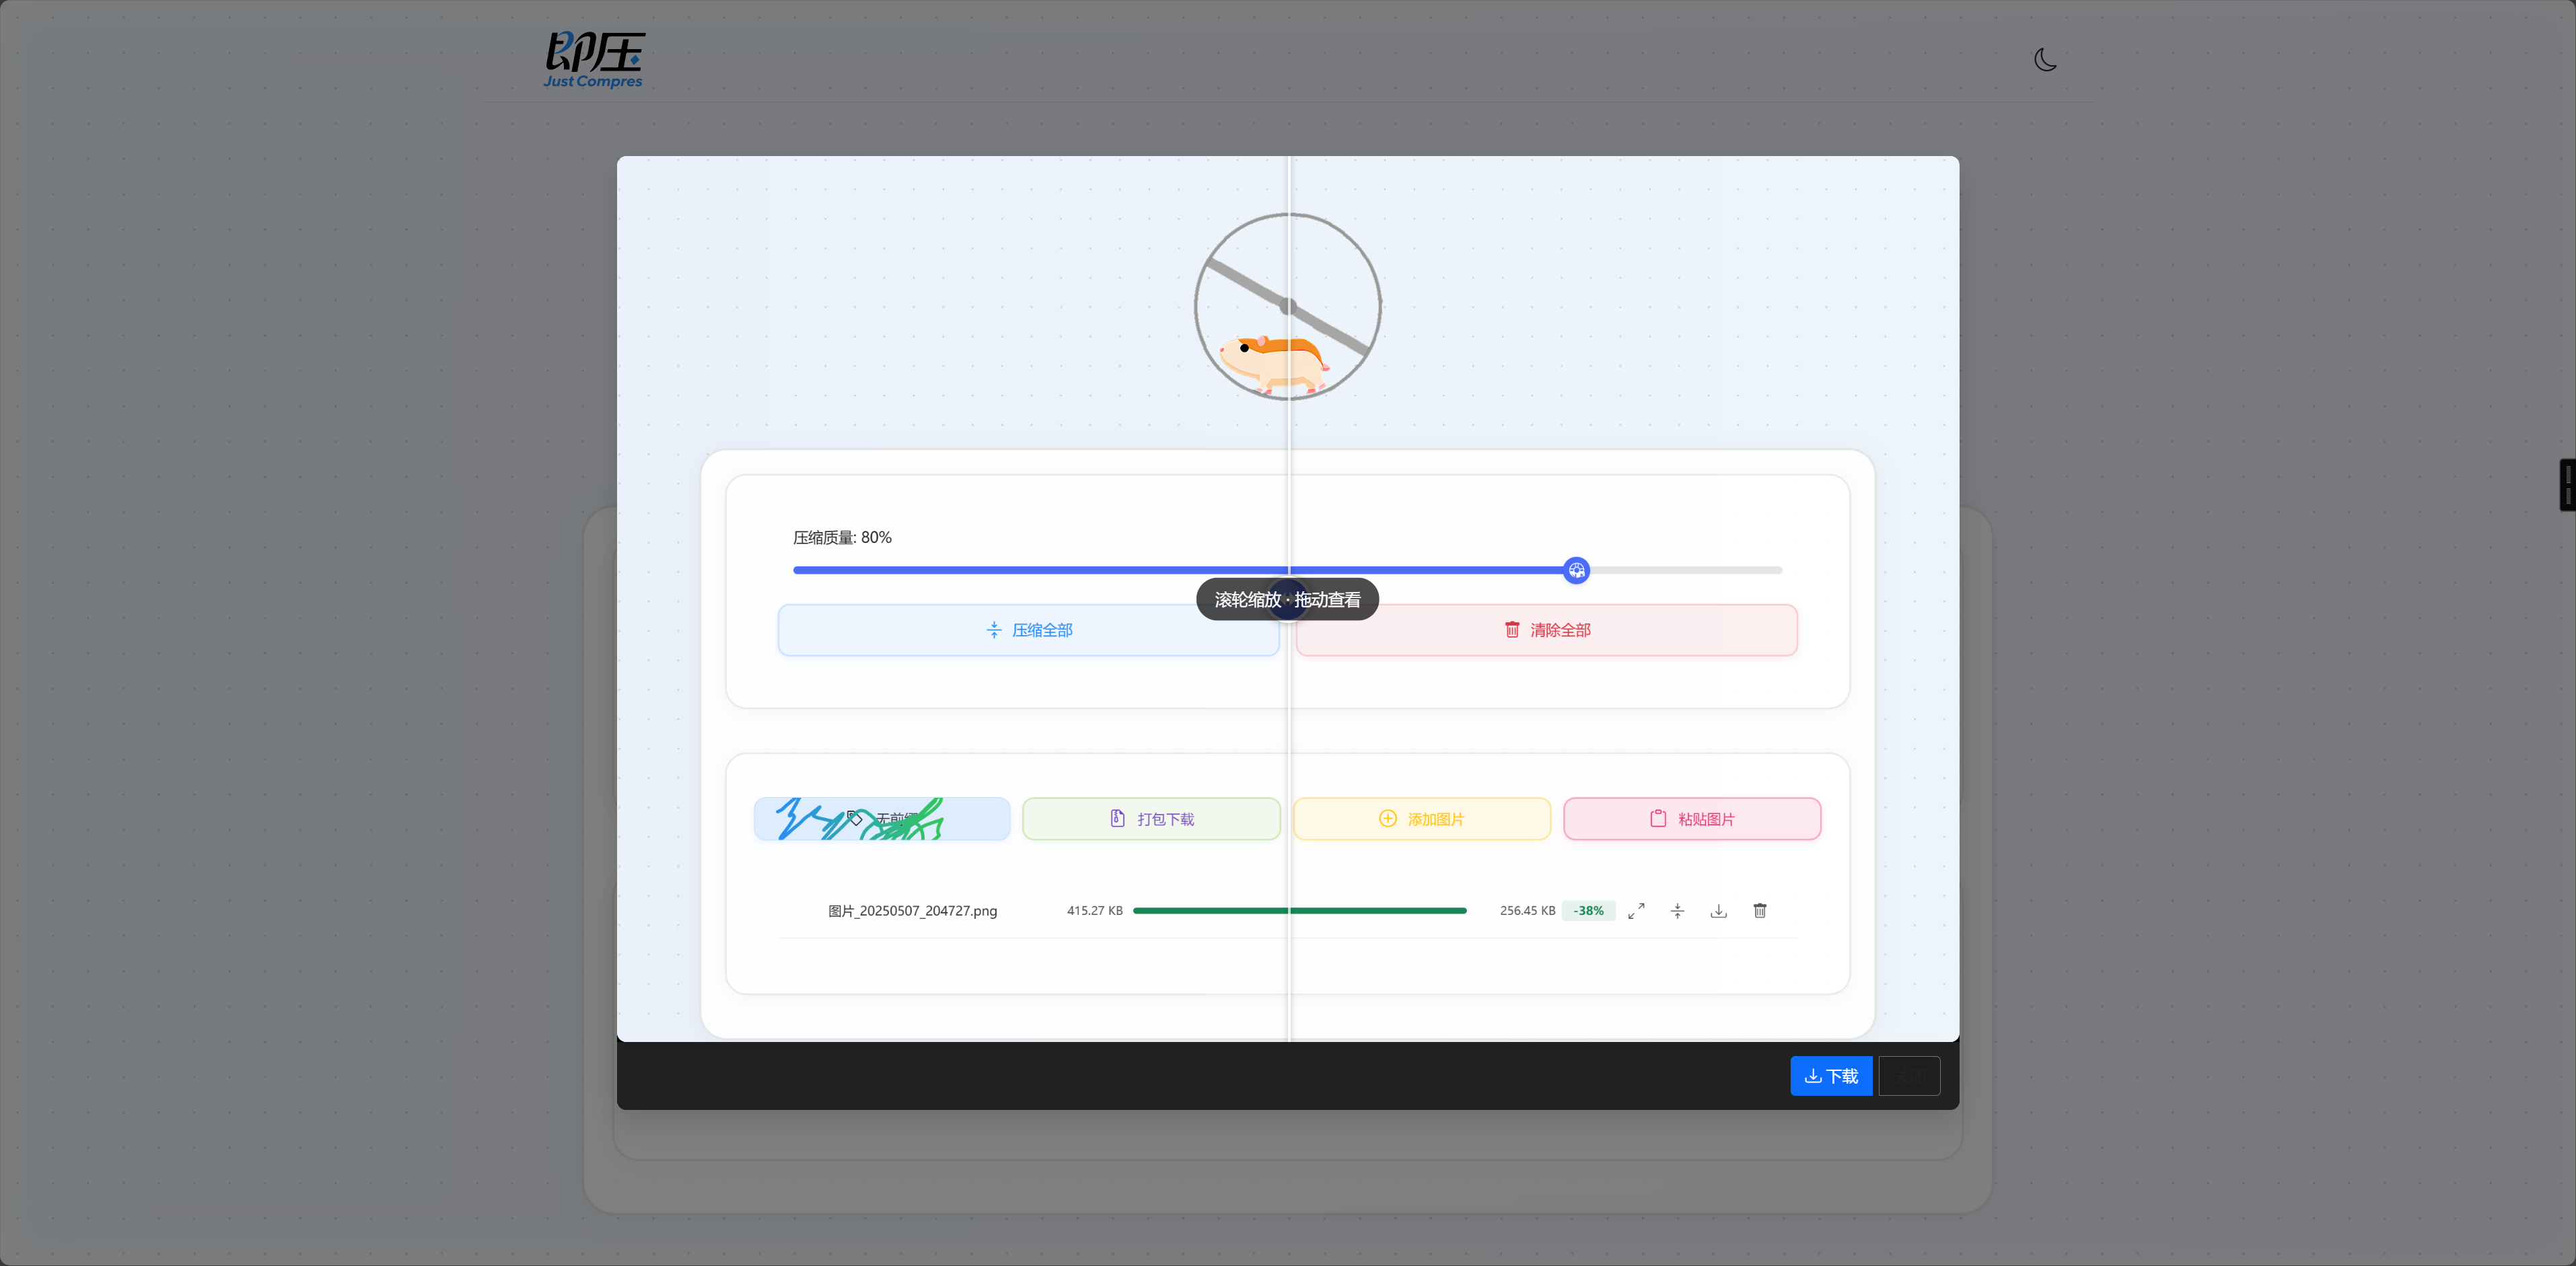 即压
Just Compres
压缩质量: 80%
滚轮缩放 · 拖动查看
压缩全部
清除全部
无前缀
打包下载
添加图片
粘贴图片
图片_20250507_204727.png
415.27 KB
256.45 KB
-38%
下载
关闭